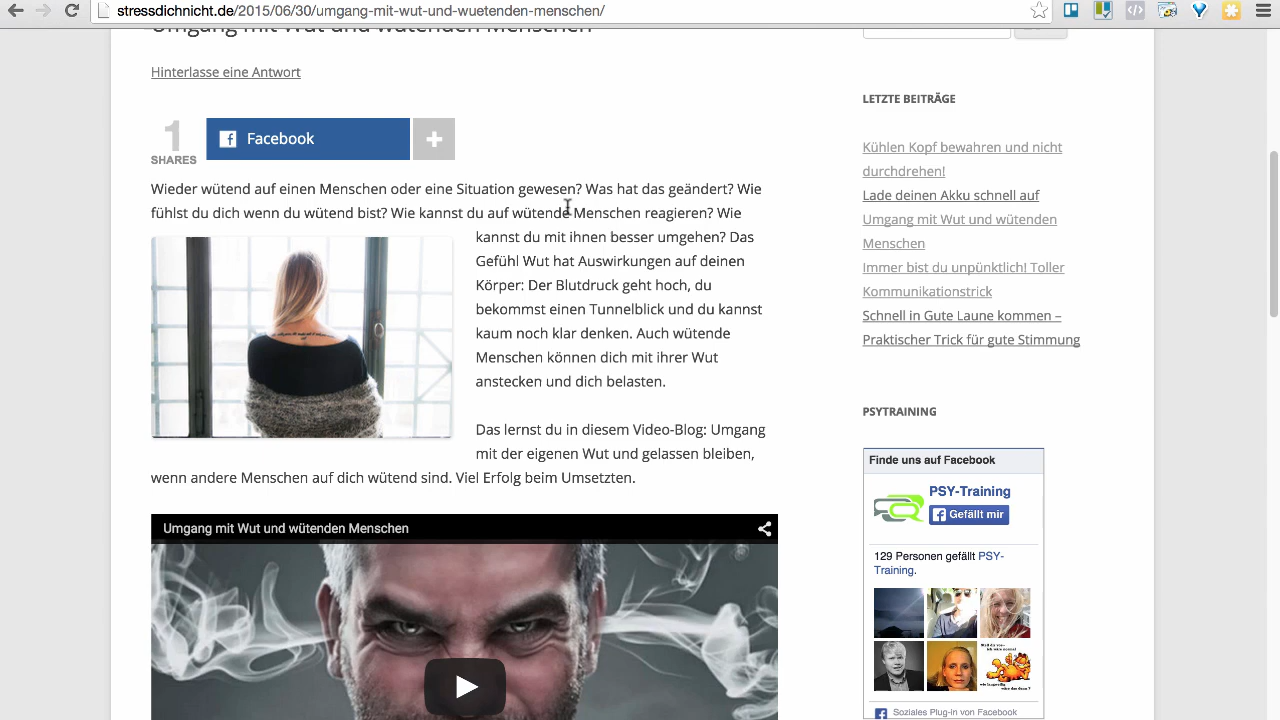 stressdichnicht.de/2015/06/30/umgang-mit-wut-und-wuetenden-menschen/
Umgang mit Wut und wütenden Menschen
Hinterlasse eine Antwort
1
SHARES
Facebook
Wieder wütend auf einen Menschen oder eine Situation gewesen? Was hat das geändert? Wie
fühlst du dich wenn du wütend bist? Wie kannst du auf wütende Menschen reagieren? Wie
kannst du mit ihnen besser umgehen? Das
Gefühl Wut hat Auswirkungen auf deinen
Körper: Der Blutdruck geht hoch, du
bekommst einen Tunnelblick und du kannst
kaum noch klar denken. Auch wütende
Menschen können dich mit ihrer Wut
anstecken und dich belasten.
Das lernst du in diesem Video-Blog: Umgang
mit der eigenen Wut und gelassen bleiben,
wenn andere Menschen auf dich wütend sind. Viel Erfolg beim Umsetzten.
Umgang mit Wut und wütenden Menschen
LETZTE BEITRÄGE
Kühlen Kopf bewahren und nicht
durchdrehen!
Lade deinen Akku schnell auf
Umgang mit Wut und wütenden
Menschen
Immer bist du unpünktlich! Toller
Kommunikationstrick
Schnell in Gute Laune kommen –
Praktischer Trick für gute Stimmung
PSYTRAINING
Finde uns auf Facebook
PSY-Training
Gefällt mir
129 Personen gefällt PSY-
Training.
Soziales Plug-in von Facebook